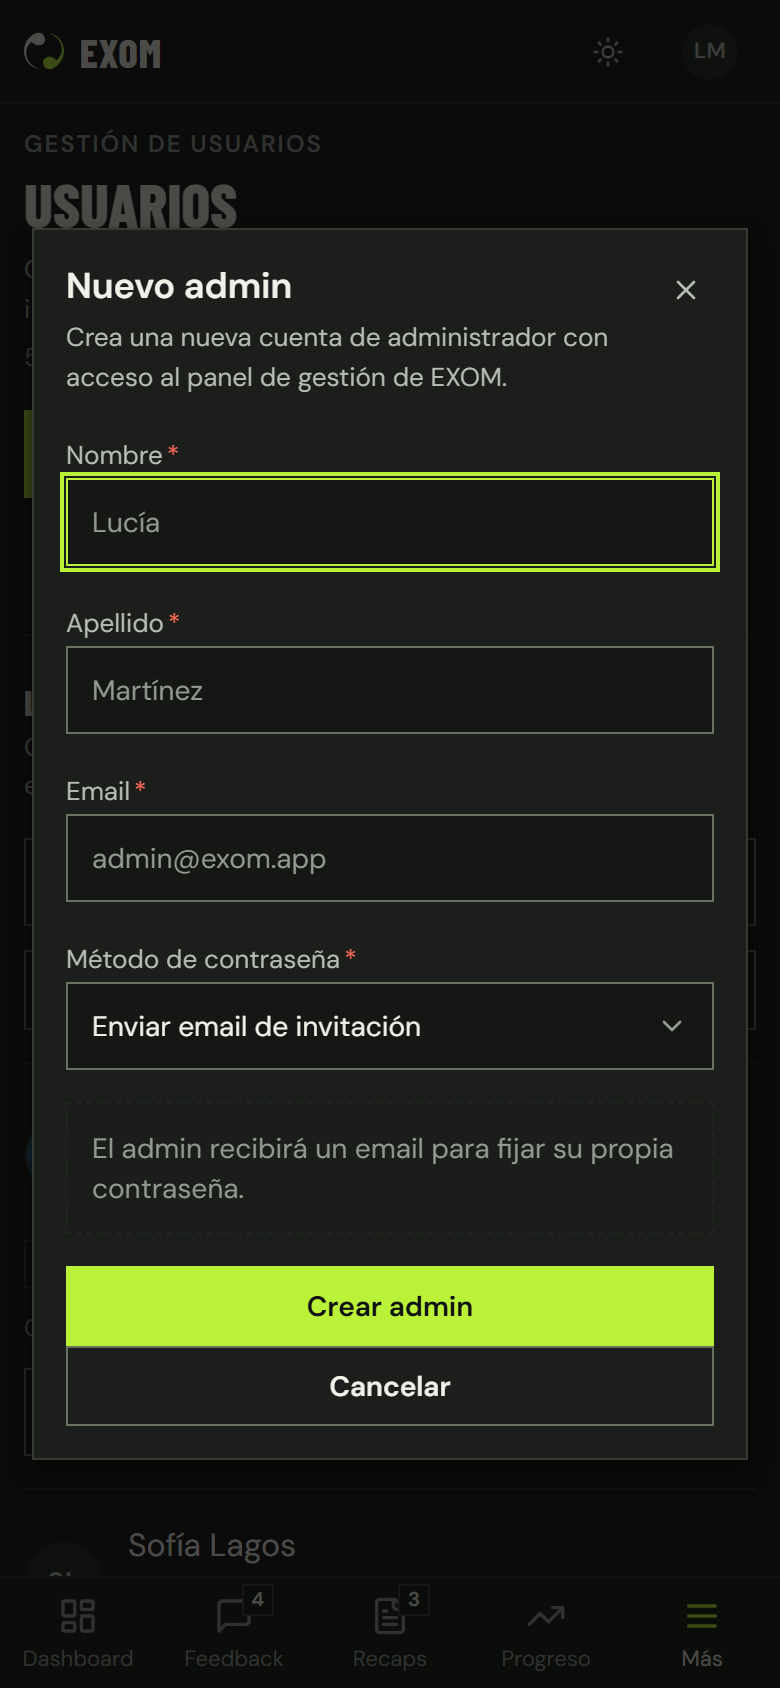 EXOM
LM
GESTIÓN DE USUARIOS
USUARIOS
Nuevo admin
Crea una nueva cuenta de administrador con
acceso al panel de gestión de EXOM.
Nombre *
Lucía
Apellido *
Martínez
Email *
admin@exom.app
Método de contraseña *
Enviar email de invitación
El admin recibirá un email para fijar su propia
contraseña.
Crear admin
Cancelar
Sofía Lagos
4
3
Dashboard
Feedback
Recaps
Progreso
Más